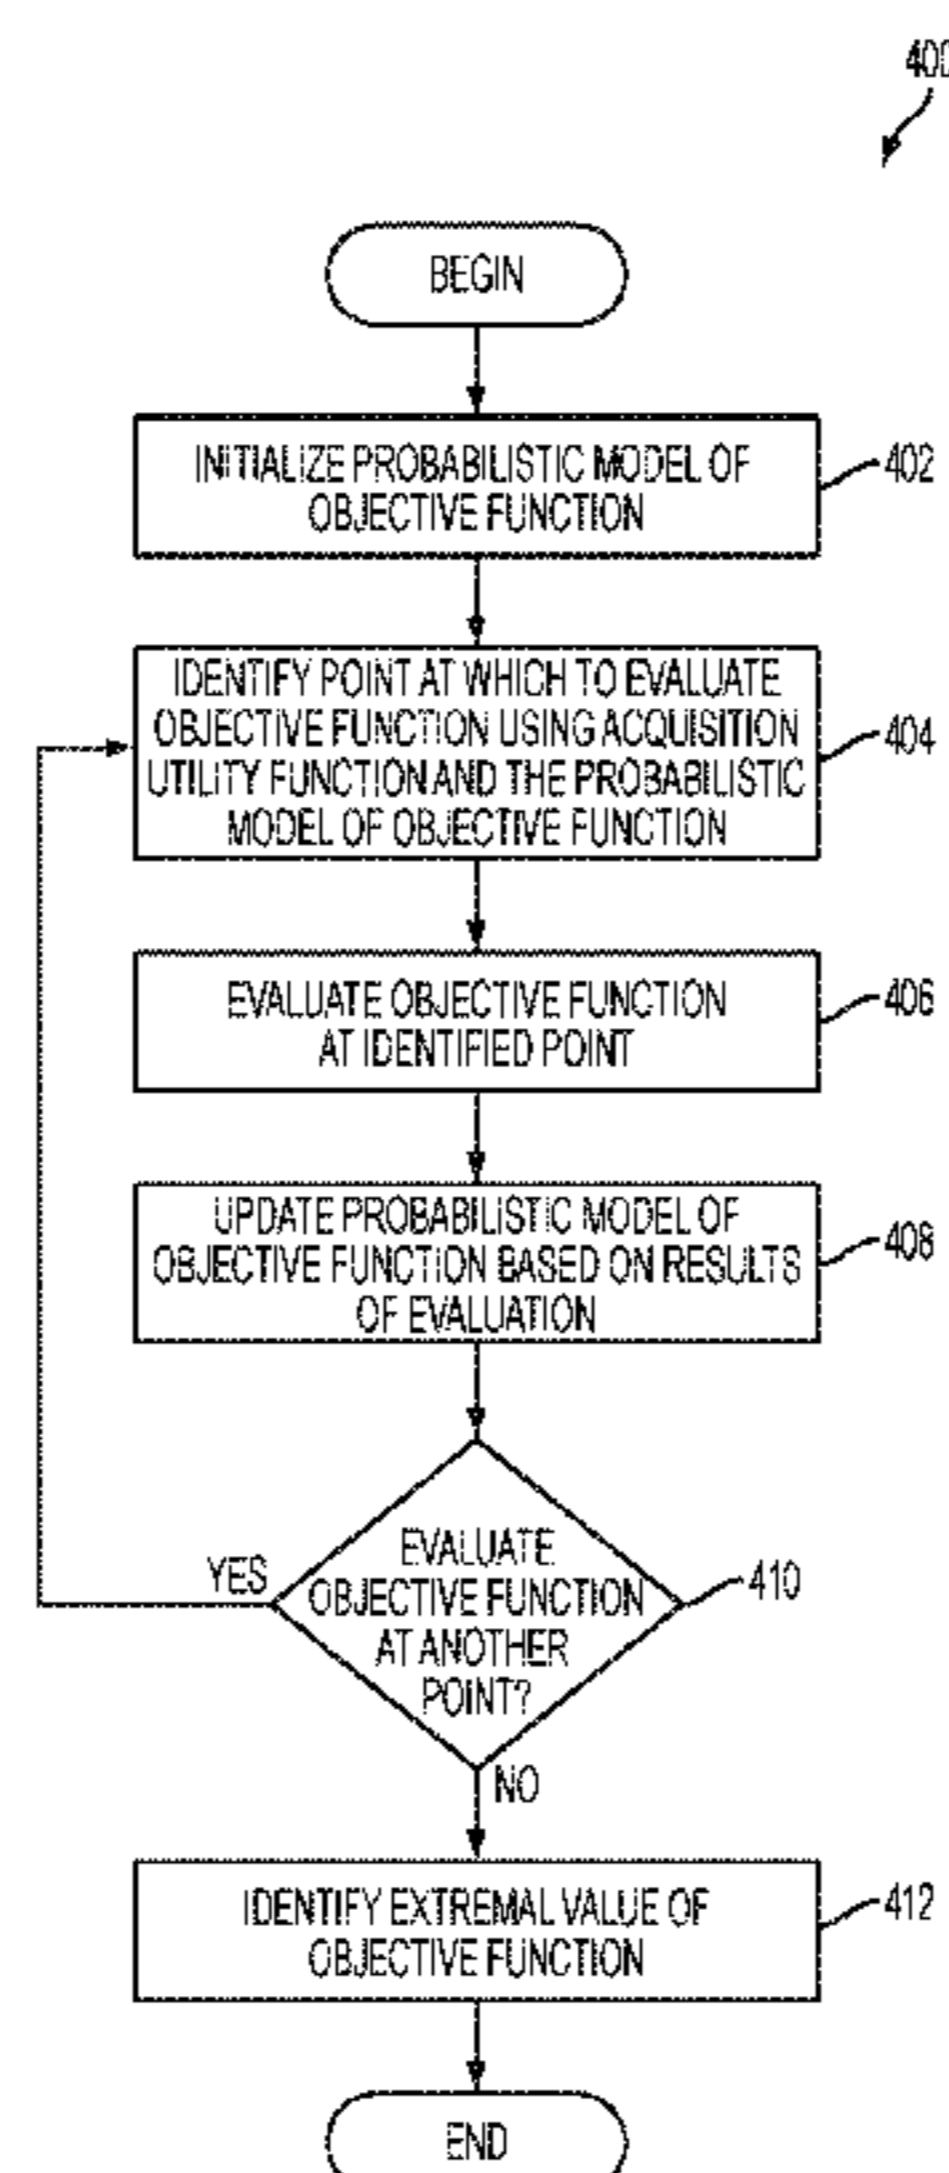 400
BEGIN
INITIALIZE PROBABILISTIC MODEL OF
OBJECTIVE FUNCTION
402
IDENTIFY POINT AT WHICH TO EVALUATE
OBJECTIVE FUNCTION USING ACQUISITION
UTILITY FUNCTION AND THE PROBABILISTIC
MODEL OF OBJECTIVE FUNCTION
404
EVALUATE OBJECTIVE FUNCTION
AT IDENTIFIED POINT
406
UPDATE PROBABILISTIC MODEL OF
OBJECTIVE FUNCTION BASED ON RESULTS
OF EVALUATION
408
EVALUATE
OBJECTIVE FUNCTION
AT ANOTHER
POINT?
410
YES
NO
IDENTIFY EXTREMAL VALUE OF
OBJECTIVE FUNCTION
412
END